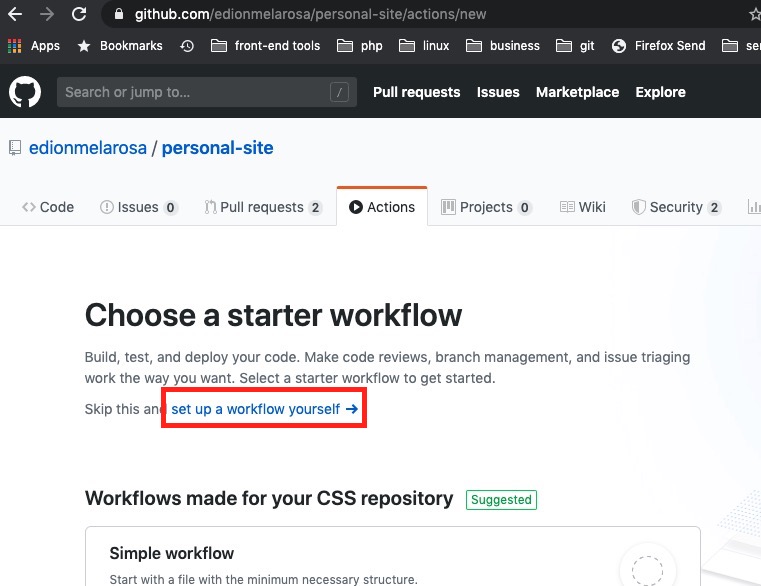 github.com/edionmelarosa/personal-site/actions/new
Apps Bookmarks front-end tools php linux business git Firefox Send
Search or jump to... / Pull requests Issues Marketplace Explore
edionmelarosa / personal-site
Code Issues 0 Pull requests 2 Actions Projects 0 Wiki Security 2
Choose a starter workflow
Build, test, and deploy your code. Make code reviews, branch management, and issue triaging
work the way you want. Select a starter workflow to get started.
Skip this and set up a workflow yourself →
Workflows made for your CSS repository Suggested
Simple workflow
Start with a file with the minimum necessary structure.